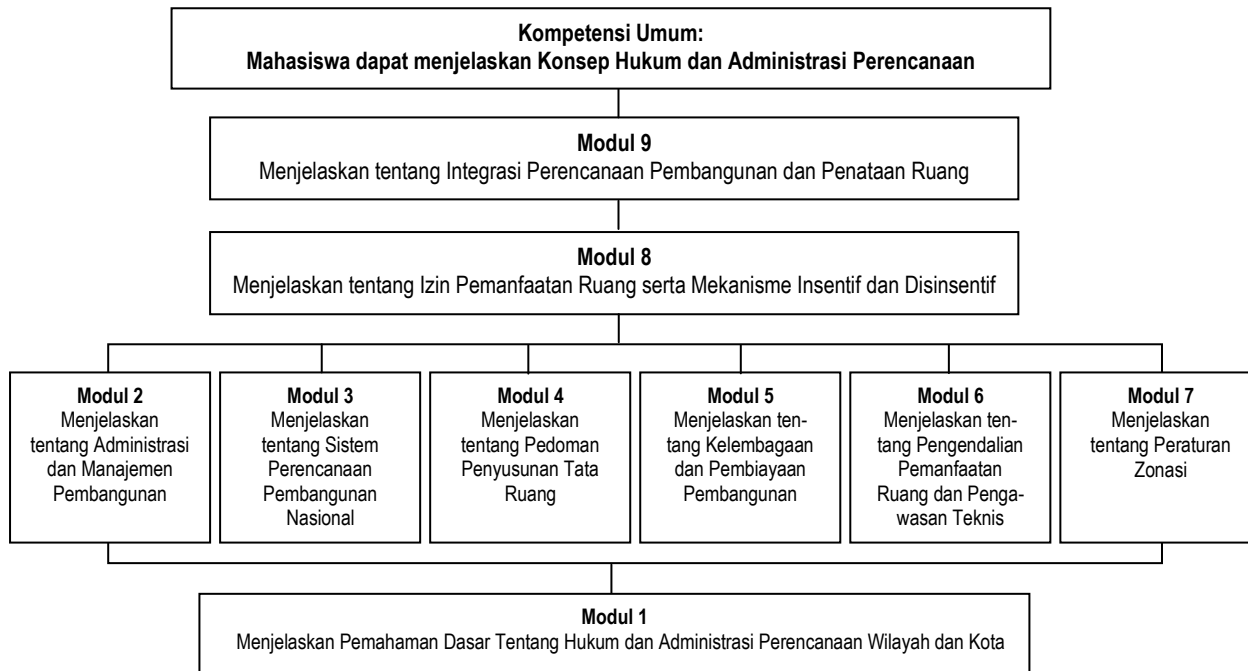 Kompetensi Umum:
Mahasiswa dapat menjelaskan Konsep Hukum dan Administrasi Perencanaan
Modul 9
Menjelaskan tentang Integrasi Perencanaan Pembangunan dan Penataan Ruang
Modul 8
Menjelaskan tentang Izin Pemanfaatan Ruang serta Mekanisme Insentif dan Disinsentif
Modul 2
Menjelaskan
tentang Administrasi
dan Manajemen
Pembangunan
Modul 3
Menjelaskan
tentang Sistem
Perencanaan
Pembangunan
Nasional
Modul 4
Menjelaskan
tentang Pedoman
Penyusunan Tata
Ruang
Modul 5
Menjelaskan ten-
tang Kelembagaan
dan Pembiayaan
Pembangunan
Modul 6
Menjelaskan ten-
tang Pengendalian
Pemanfaatan
Ruang dan Penga-
wasan Teknis
Modul 7
Menjelaskan
tentang Peraturan
Zonasi
Modul 1
Menjelaskan Pemahaman Dasar Tentang Hukum dan Administrasi Perencanaan Wilayah dan Kota